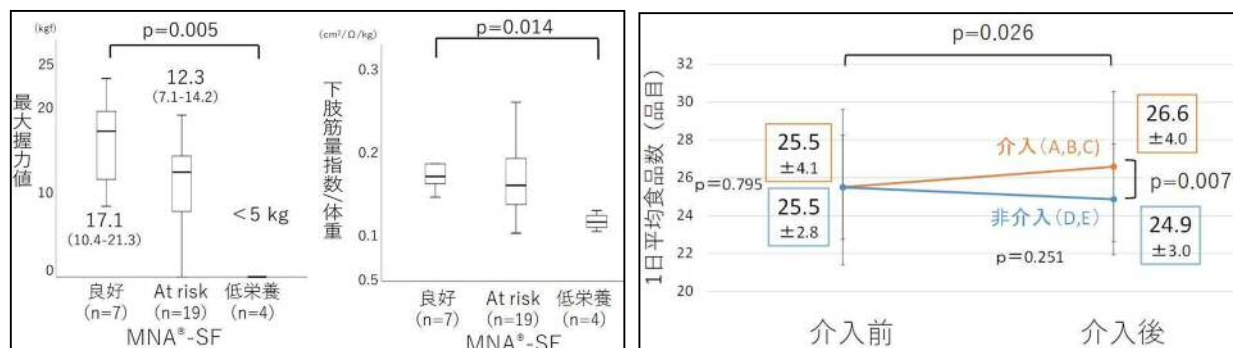 (kgf)
p=0.005
25
20
10
0
最大握力値
12.3
(7.1-14.2)
17.1
(10.4-21.3)
<5 kg
良好
(n=7)
At risk
(n=19)
低栄養
(n=4)
MNA®-SF
(cm²/Ω/kg)
p=0.014
0.3
0.2
0.1
0.5
下肢筋量指数/体重
良好
(n=7)
At risk
(n=19)
低栄養
(n=4)
MNA®-SF
p=0.026
1日平均食品数（品目）
32
30
28
26
24
22
20
25.5
±4.1
p=0.795
25.5
±2.8
介入(A,B,C)
非介入(D,E)
p=0.251
26.6
±4.0
p=0.007
24.9
±3.0
介入前
介入後